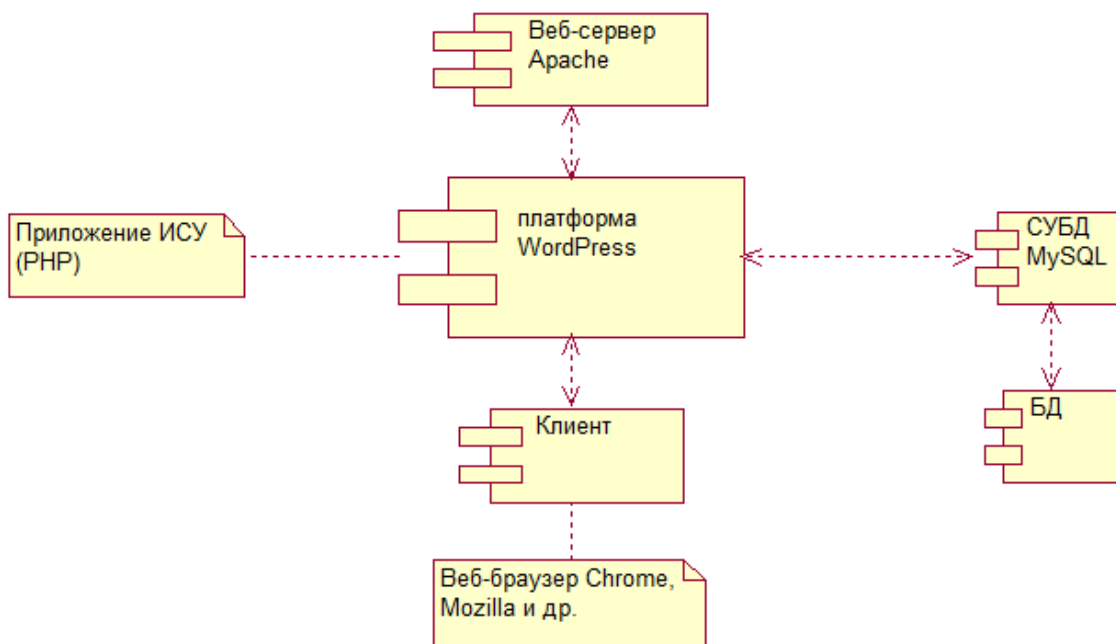 Веб-сервер
Apache
Приложение ИСУ
(PHP)
платформа
WordPress
СУБД
MySQL
БД
Клиент
Веб-браузер Chrome,
Mozilla и др.